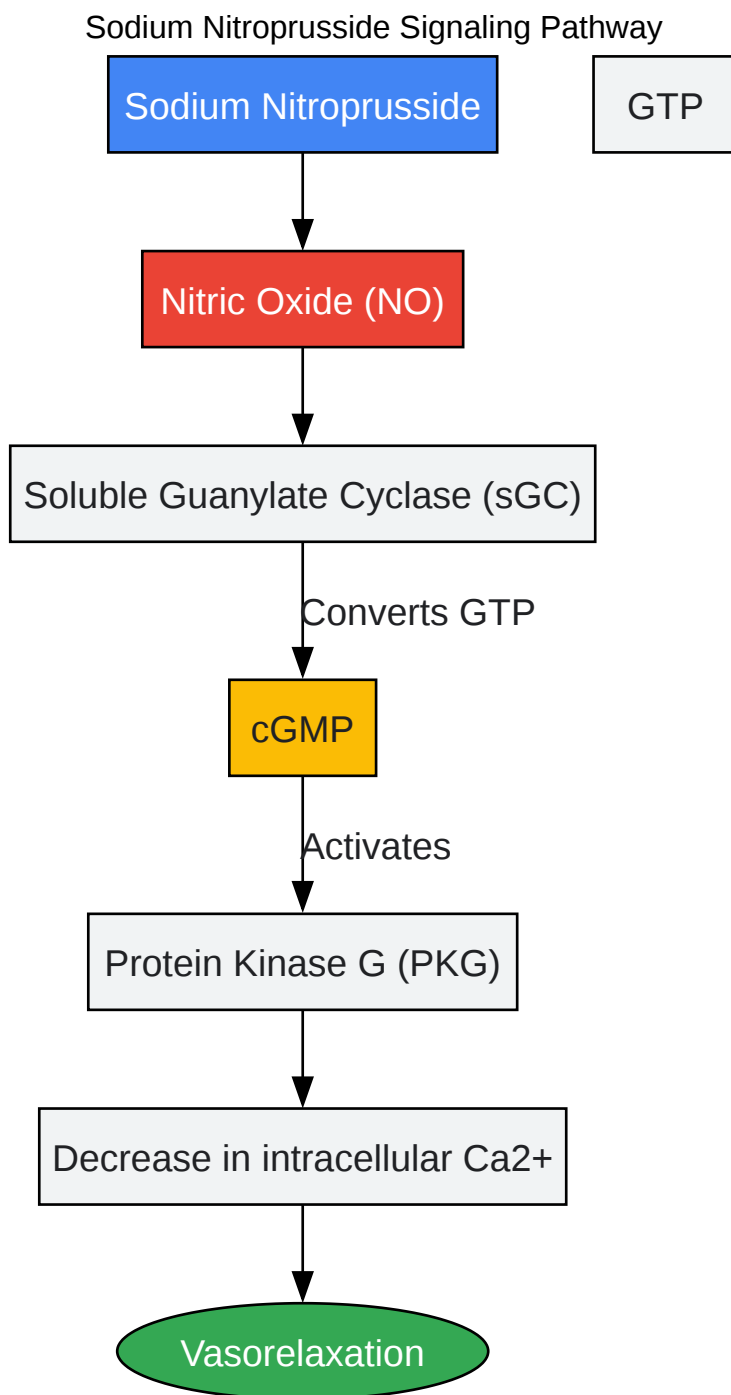 Sodium Nitroprusside Signaling Pathway
Sodium Nitroprusside
GTP
Nitric Oxide (NO)
Soluble Guanylate Cyclase (sGC)
Converts GTP
cGMP
Activates
Protein Kinase G (PKG)
Decrease in intracellular Ca2+
Vasorelaxation